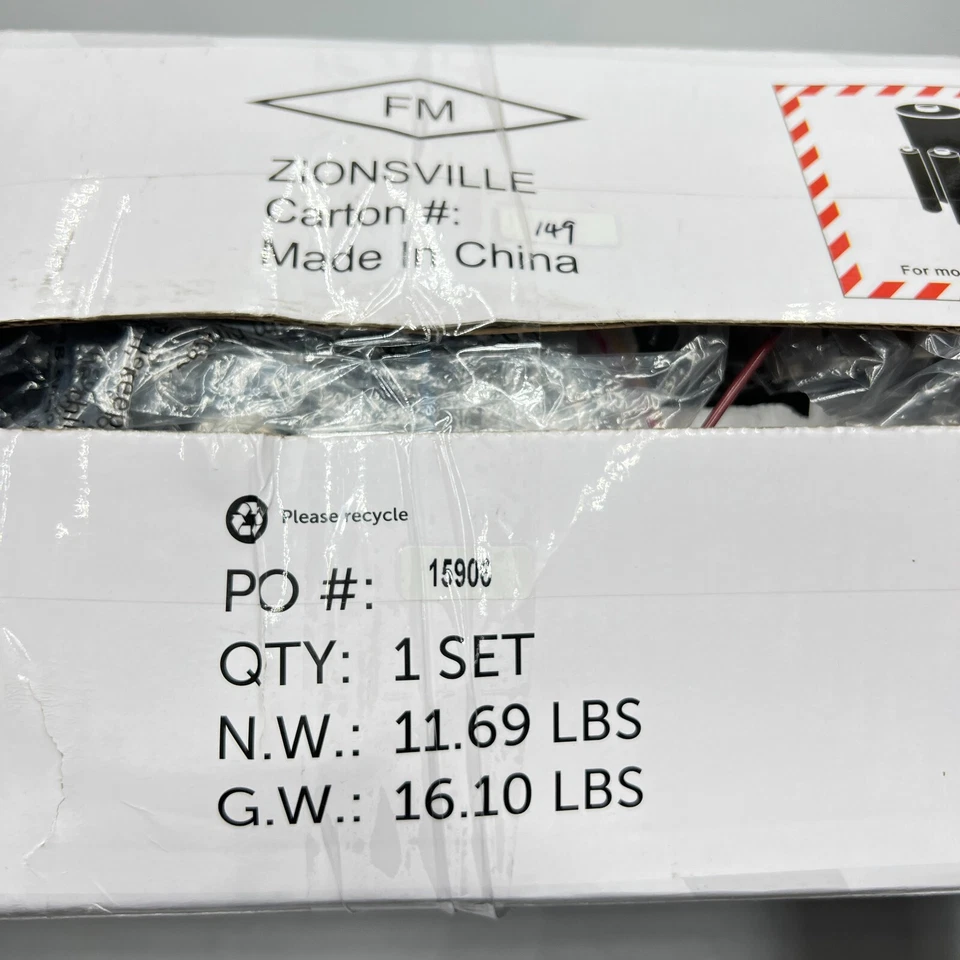 FM
ZIONSVILLE
Carton #: 149
Made In China
For mo
Please recycle
PO #: 15900
QTY: 1 SET
N.W.: 11.69 LBS
G.W.: 16.10 LBS